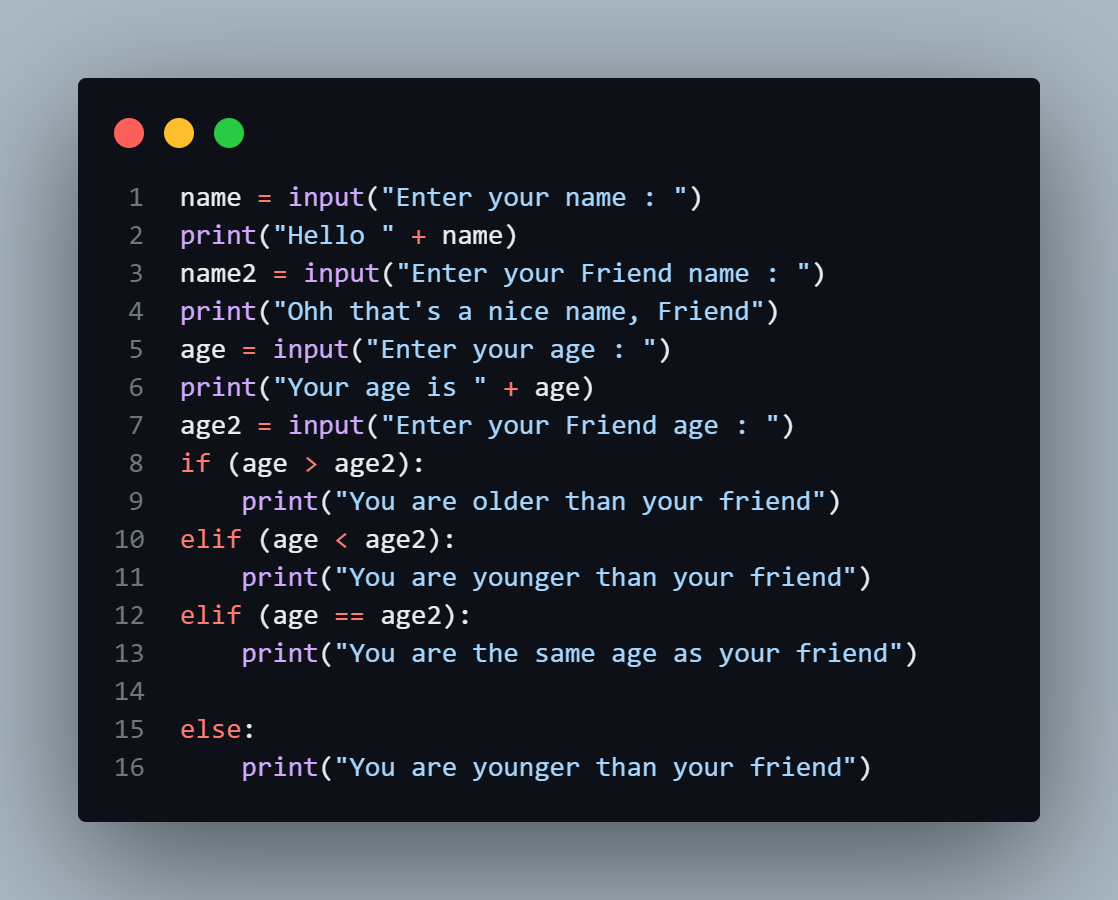 1 name = input("Enter your name : ")
2 print("Hello " + name)
3 name2 = input("Enter your Friend name : ")
4 print("Ohh that's a nice name, Friend")
5 age = input("Enter your age : ")
6 print("Your age is " + age)
7 age2 = input("Enter your Friend age : ")
8 if (age > age2):
9     print("You are older than your friend")
10 elif (age < age2):
11     print("You are younger than your friend")
12 elif (age == age2):
13     print("You are the same age as your friend")
14
15 else:
16     print("You are younger than your friend")